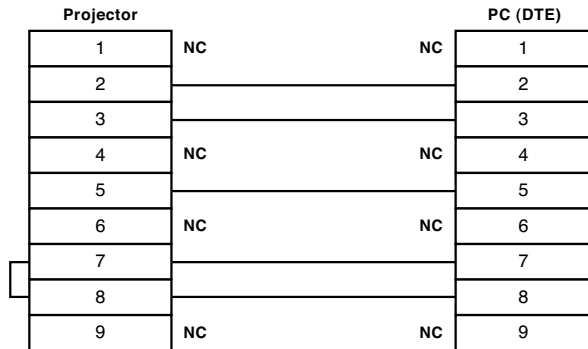 Projector PC (DTE)
1 NC NC 1
2 2
3 3
4 NC NC 4
5 5
6 NC NC 6
7 7
8 8
9 NC NC 9